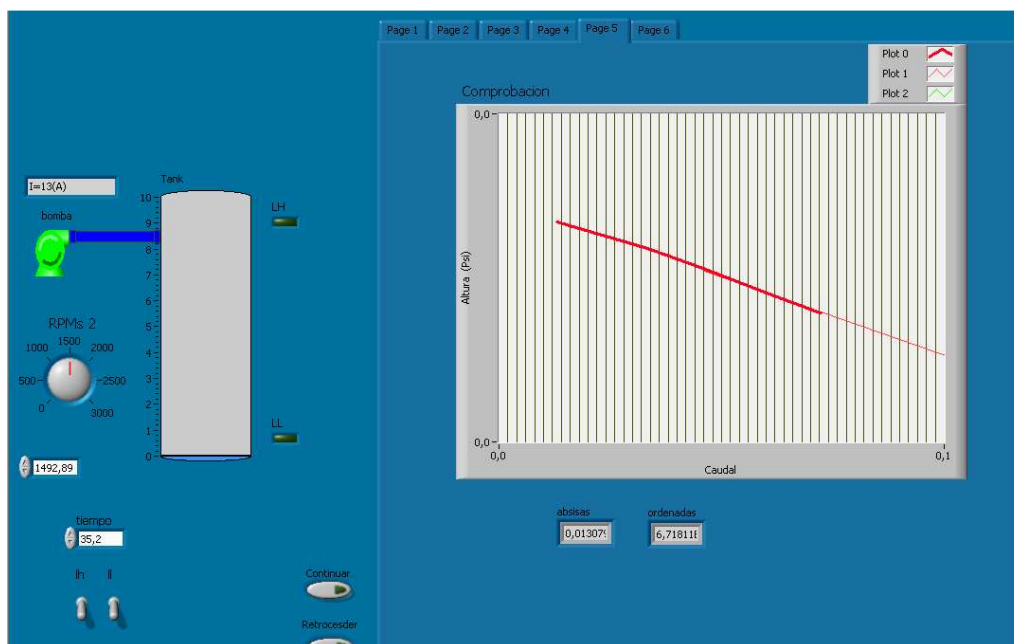 Page 1 Page 2 Page 3 Page 4 Page 5 Page 6
Plot 0
Plot 1
Plot 2
Comprobacion
0,0
Altura (Psi)
0,0
0,0 0,1
Caudal
absisas ordenadas
0,013079 6,718118
I=13(A)
bomba
Tank
10
9
8
7
6
5
4
3
2
1
0
LH
LL
RPMs 2
0 500 1000 1500 2000 2500 3000
1492,89
tiempo
35,2
lh ll
Continuar
Retrocesder